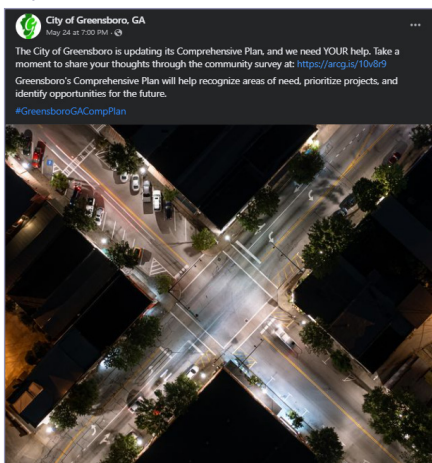 City of Greensboro, GA
May 24 at 7:00 PM ·
The City of Greensboro is updating its Comprehensive Plan, and we need YOUR help. Take a
moment to share your thoughts through the community survey at: https://arcg.is/10v8r9
Greensboro's Comprehensive Plan will help recognize areas of need, prioritize projects, and
identify opportunities for the future.
#GreensboroGACompPlan